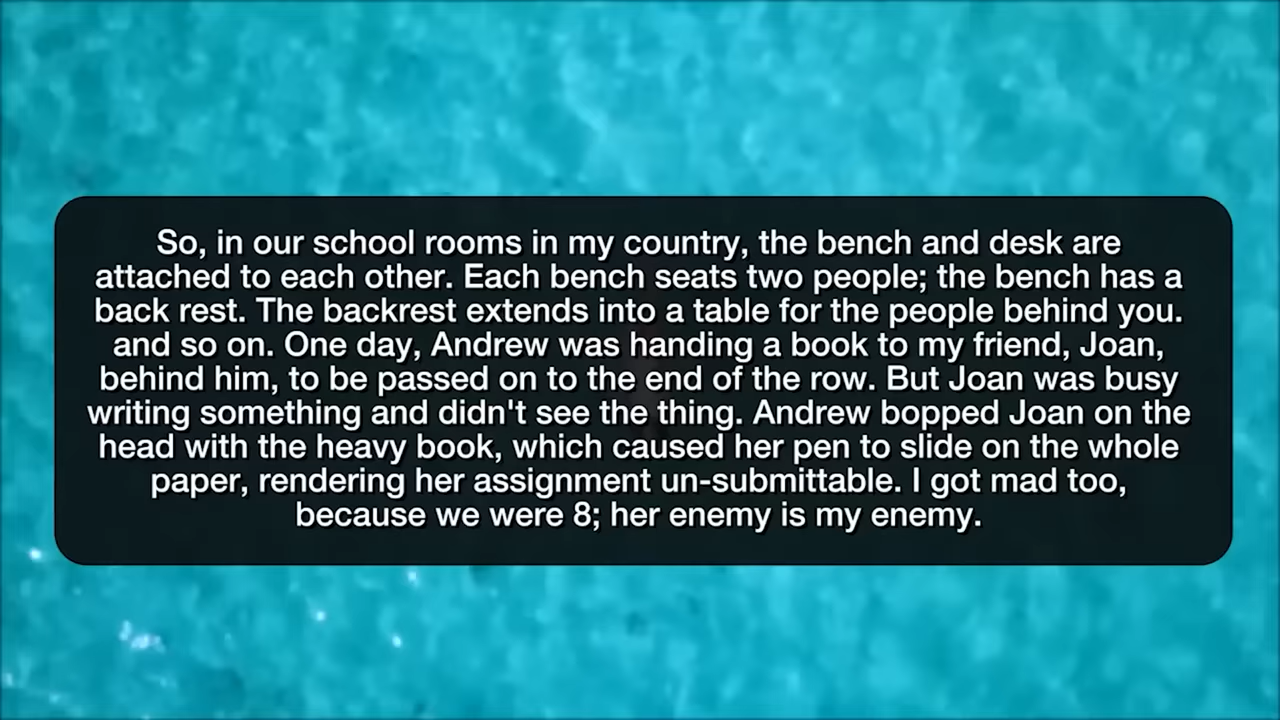 So, in our school rooms in my country, the bench and desk are
attached to each other. Each bench seats two people; the bench has a
back rest. The backrest extends into a table for the people behind you.
and so on. One day, Andrew was handing a book to my friend, Joan,
behind him, to be passed on to the end of the row. But Joan was busy
writing something and didn't see the thing. Andrew bopped Joan on the
head with the heavy book, which caused her pen to slide on the whole
paper, rendering her assignment un-submittable. I got mad too,
because we were 8; her enemy is my enemy.